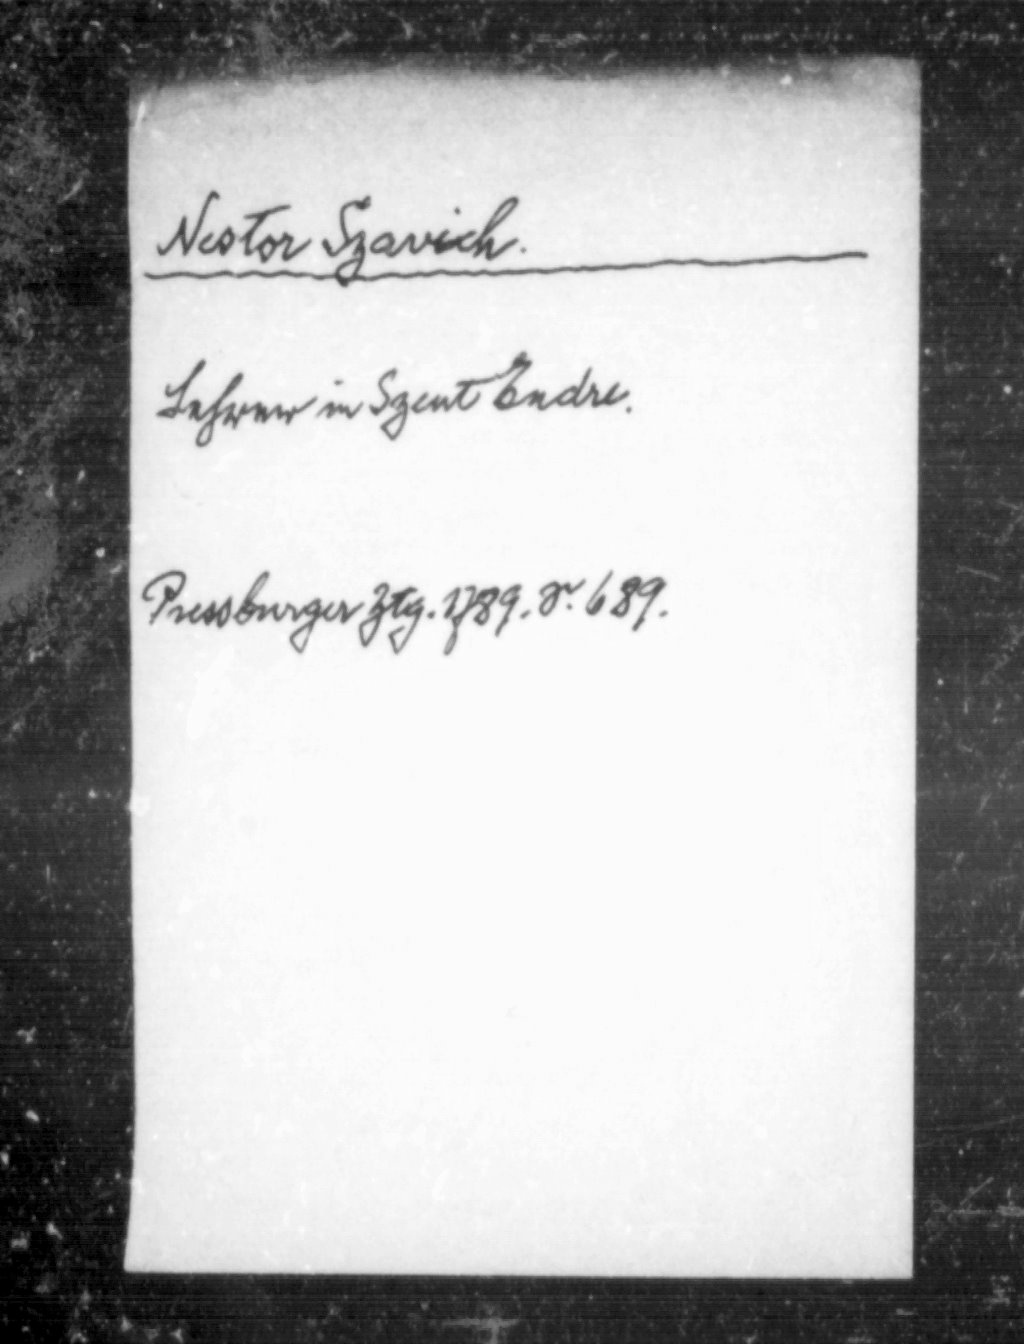 Nestor Szavich.
Lehrer in Szent Endre.
Pressburger Ztg. 1789. S. 689.